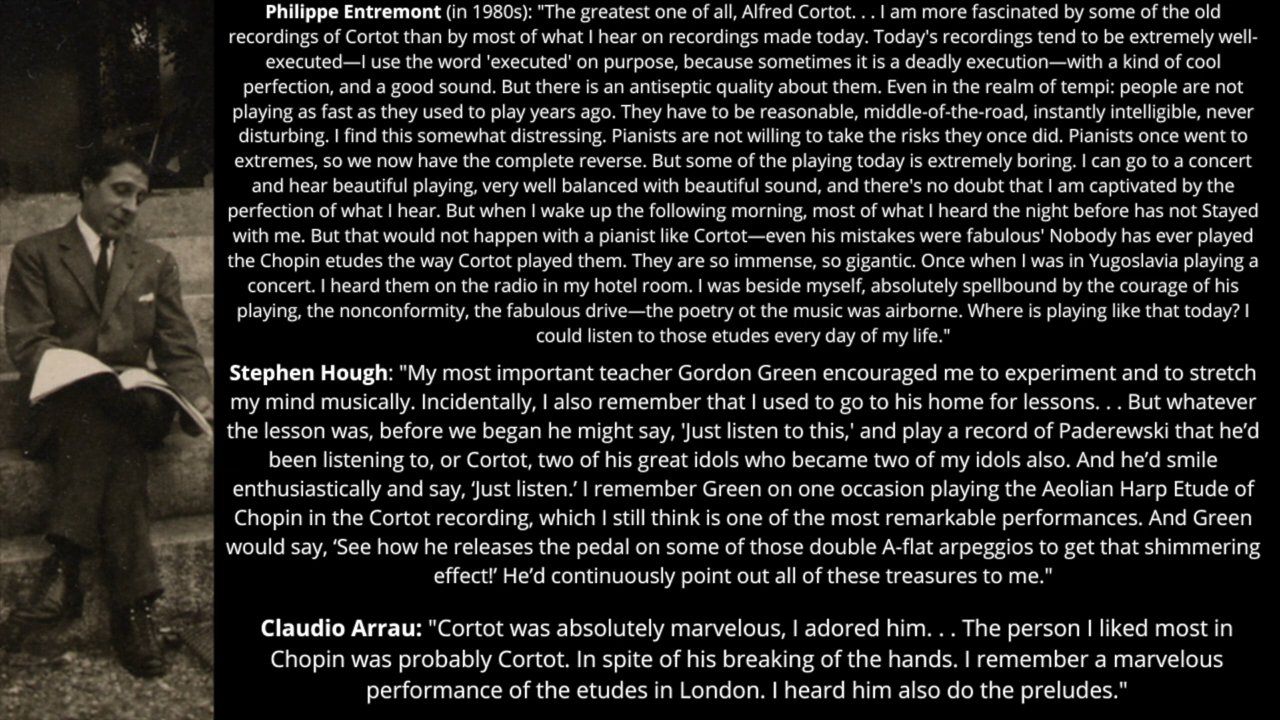 Philippe Entremont (in 1980s): "The greatest one of all, Alfred Cortot. . . I am more fascinated by some of the old
recordings of Cortot than by most of what I hear on recordings made today. Today's recordings tend to be extremely well-
executed—I use the word 'executed' on purpose, because sometimes it is a deadly execution—with a kind of cool
perfection, and a good sound. But there is an antiseptic quality about them. Even in the realm of tempi: people are not
playing as fast as they used to play years ago. They have to be reasonable, middle-of-the-road, instantly intelligible, never
disturbing. I find this somewhat distressing. Pianists are not willing to take the risks they once did. Pianists once went to
extremes, so we now have the complete reverse. But some of the playing today is extremely boring. I can go to a concert
and hear beautiful playing, very well balanced with beautiful sound, and there's no doubt that I am captivated by the
perfection of what I hear. But when I wake up the following morning, most of what I heard the night before has not Stayed
with me. But that would not happen with a pianist like Cortot—even his mistakes were fabulous' Nobody has ever played
the Chopin etudes the way Cortot played them. They are so immense, so gigantic. Once when I was in Yugoslavia playing a
concert. I heard them on the radio in my hotel room. I was beside myself, absolutely spellbound by the courage of his
playing, the nonconformity, the fabulous drive—the poetry ot the music was airborne. Where is playing like that today? I
could listen to those etudes every day of my life."
Stephen Hough: "My most important teacher Gordon Green encouraged me to experiment and to stretch
my mind musically. Incidentally, I also remember that I used to go to his home for lessons. . . But whatever
the lesson was, before we began he might say, 'Just listen to this,' and play a record of Paderewski that he’d
been listening to, or Cortot, two of his great idols who became two of my idols also. And he’d smile
enthusiastically and say, ‘Just listen.’ I remember Green on one occasion playing the Aeolian Harp Etude of
Chopin in the Cortot recording, which I still think is one of the most remarkable performances. And Green
would say, ‘See how he releases the pedal on some of those double A-flat arpeggios to get that shimmering
effect!’ He’d continuously point out all of these treasures to me."
Claudio Arrau: "Cortot was absolutely marvelous, I adored him. . . The person I liked most in
Chopin was probably Cortot. In spite of his breaking of the hands. I remember a marvelous
performance of the etudes in London. I heard him also do the preludes."